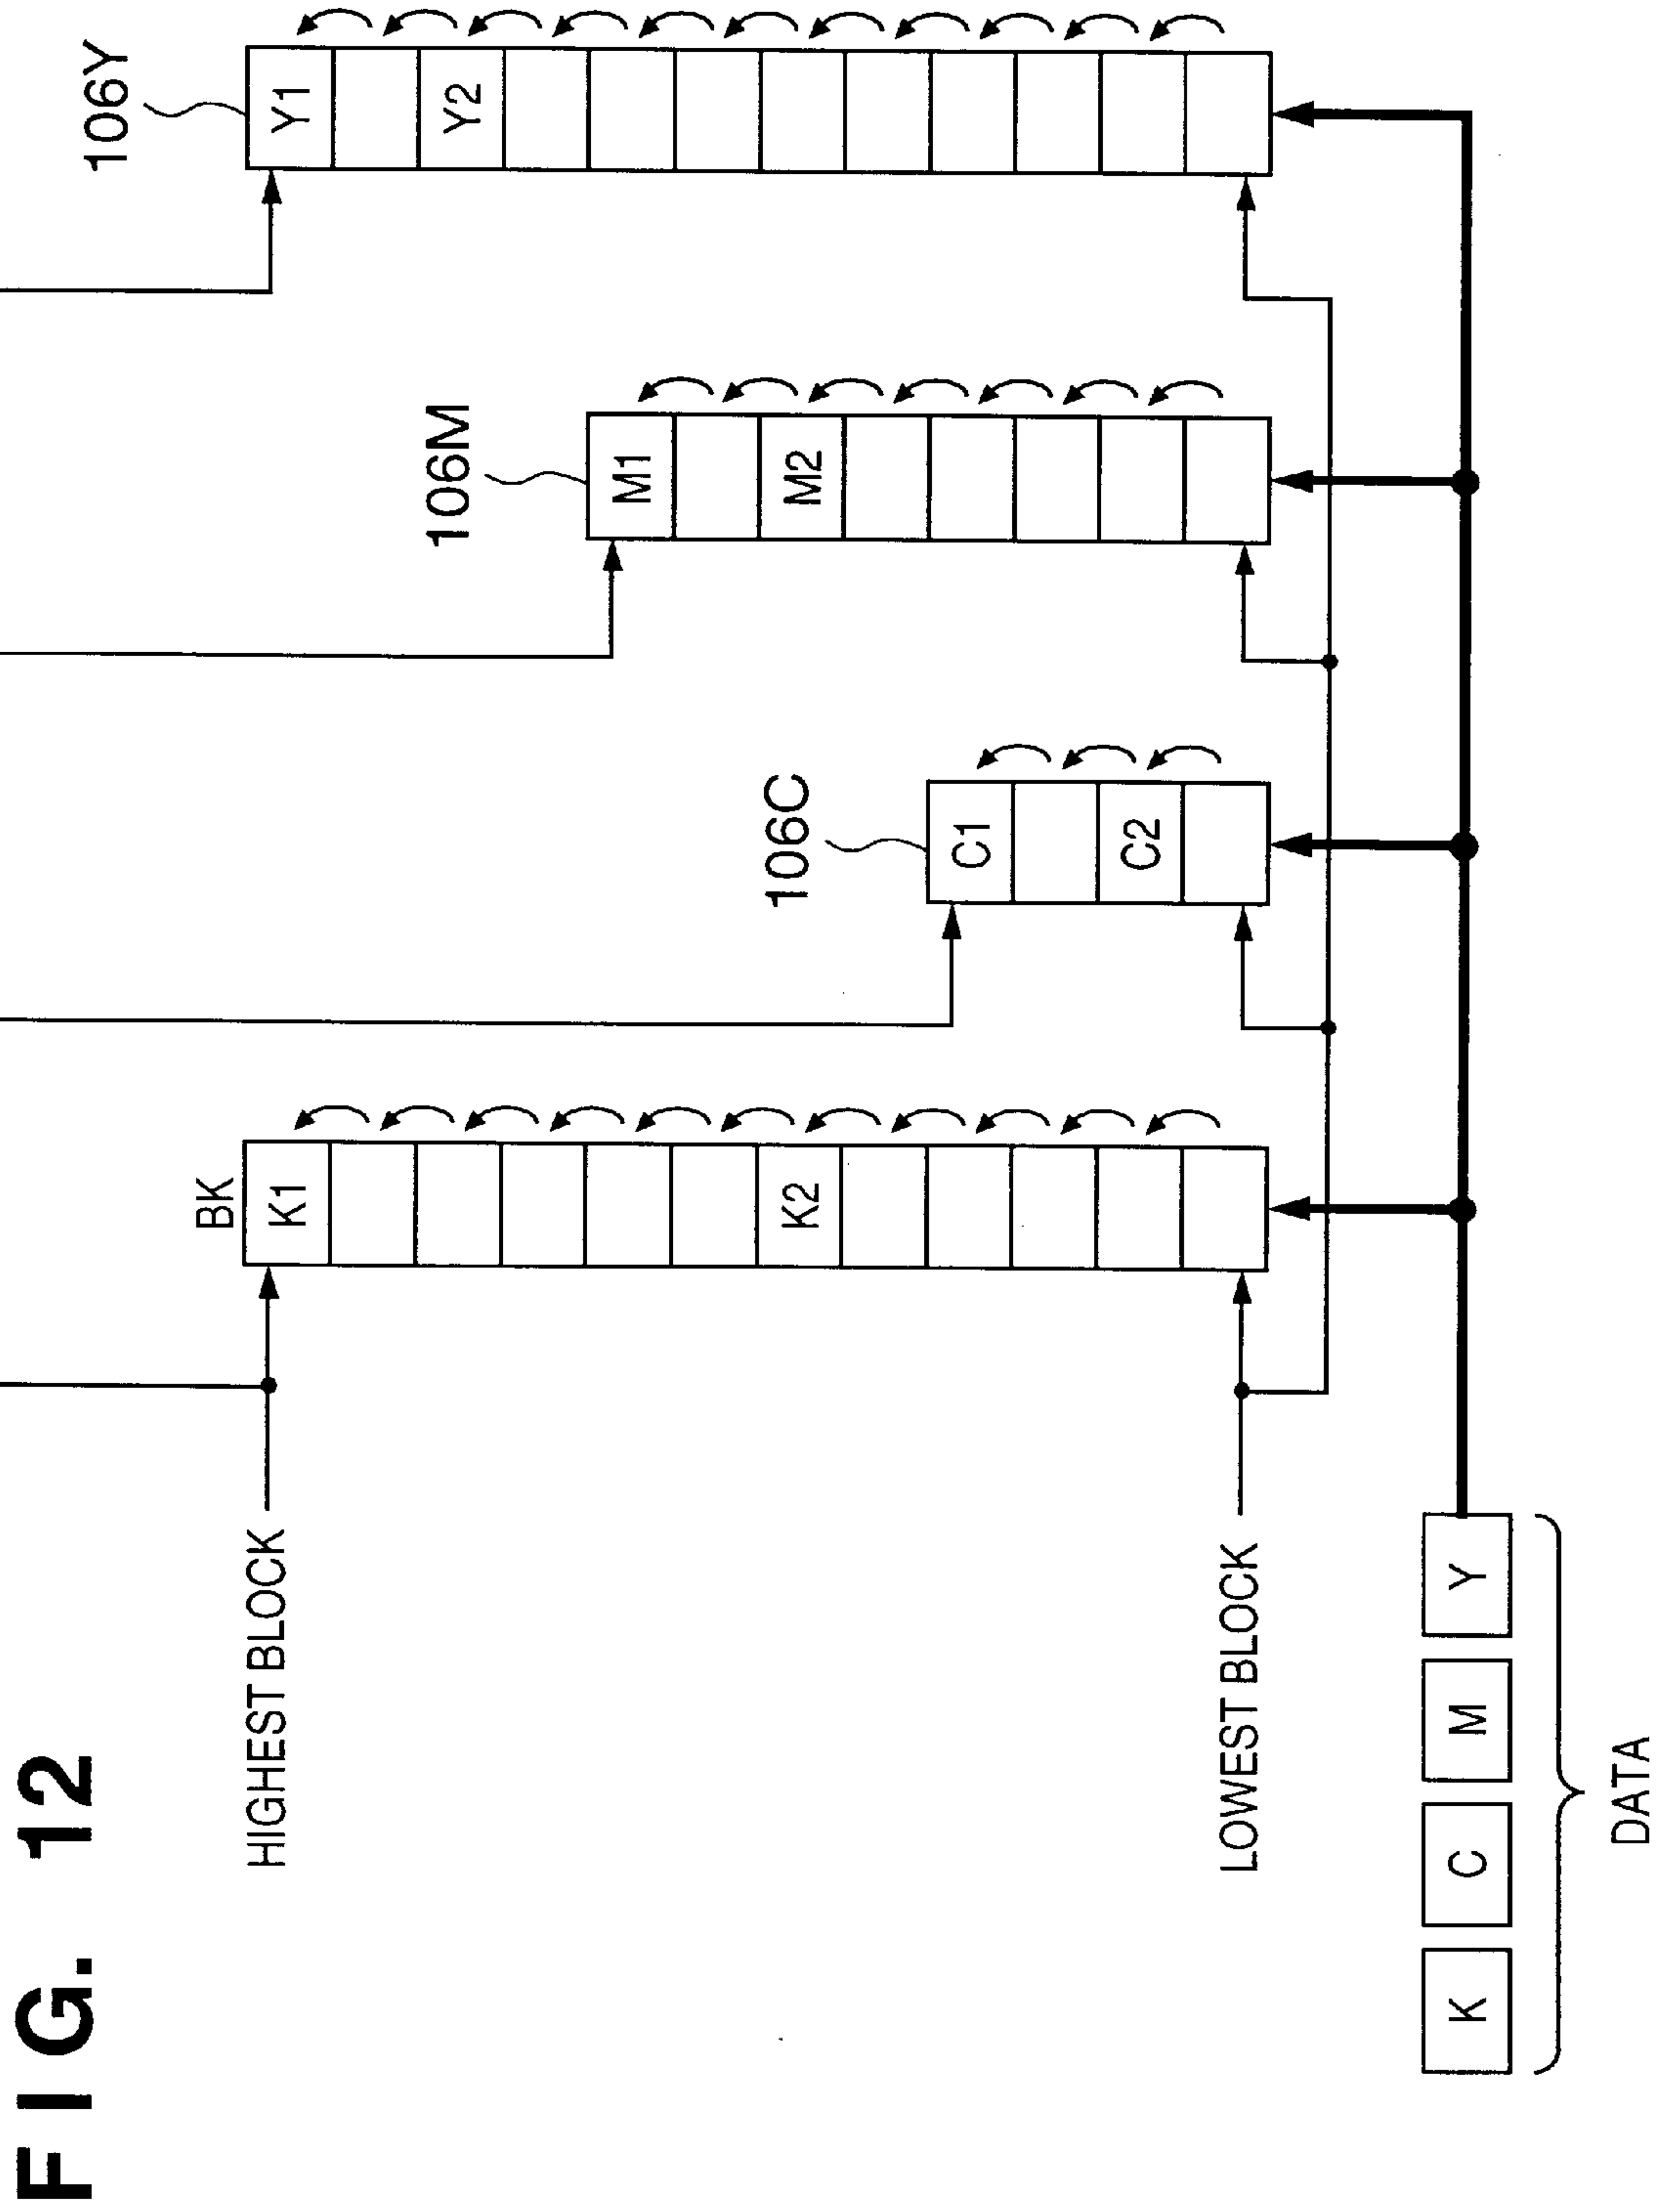 FIG. 12
106Y
106M
106C
BK
Y1
Y2
M1
M2
C1
C2
K1
K2
HIGHEST BLOCK
LOWEST BLOCK
K C M Y
DATA